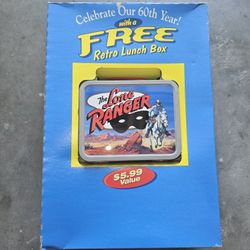 Celebrate Our 60th Year!
with a
FREE
Retro Lunch Box
The Lone
RANGER
$5.99
Value